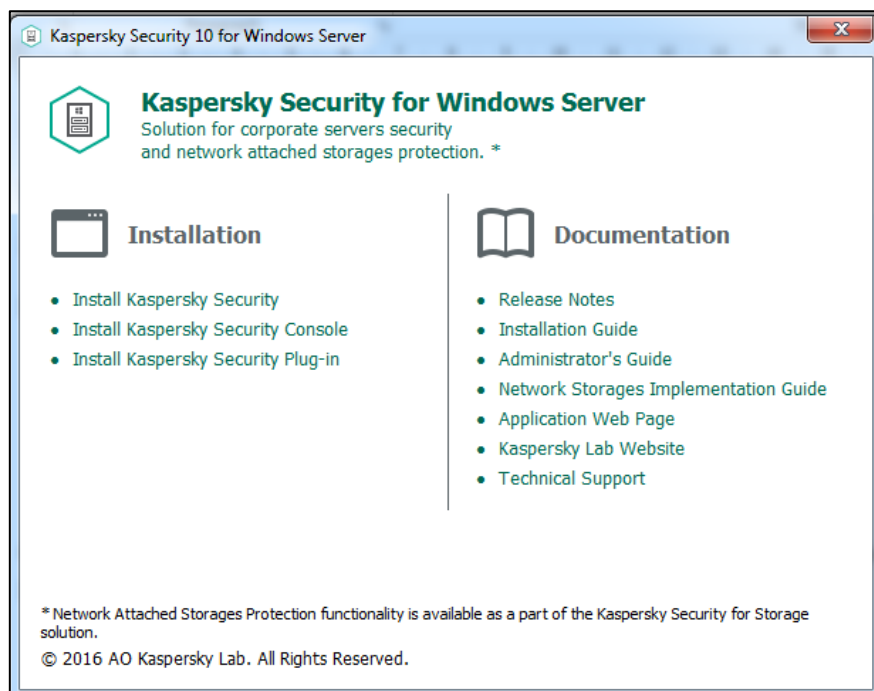 Kaspersky Security 10 for Windows Server
Kaspersky Security for Windows Server
Solution for corporate servers security
and network attached storages protection. *
Installation
• Install Kaspersky Security
• Install Kaspersky Security Console
• Install Kaspersky Security Plug-in
Documentation
• Release Notes
• Installation Guide
• Administrator's Guide
• Network Storages Implementation Guide
• Application Web Page
• Kaspersky Lab Website
• Technical Support
* Network Attached Storages Protection functionality is available as a part of the Kaspersky Security for Storage
solution.
© 2016 AO Kaspersky Lab. All Rights Reserved.